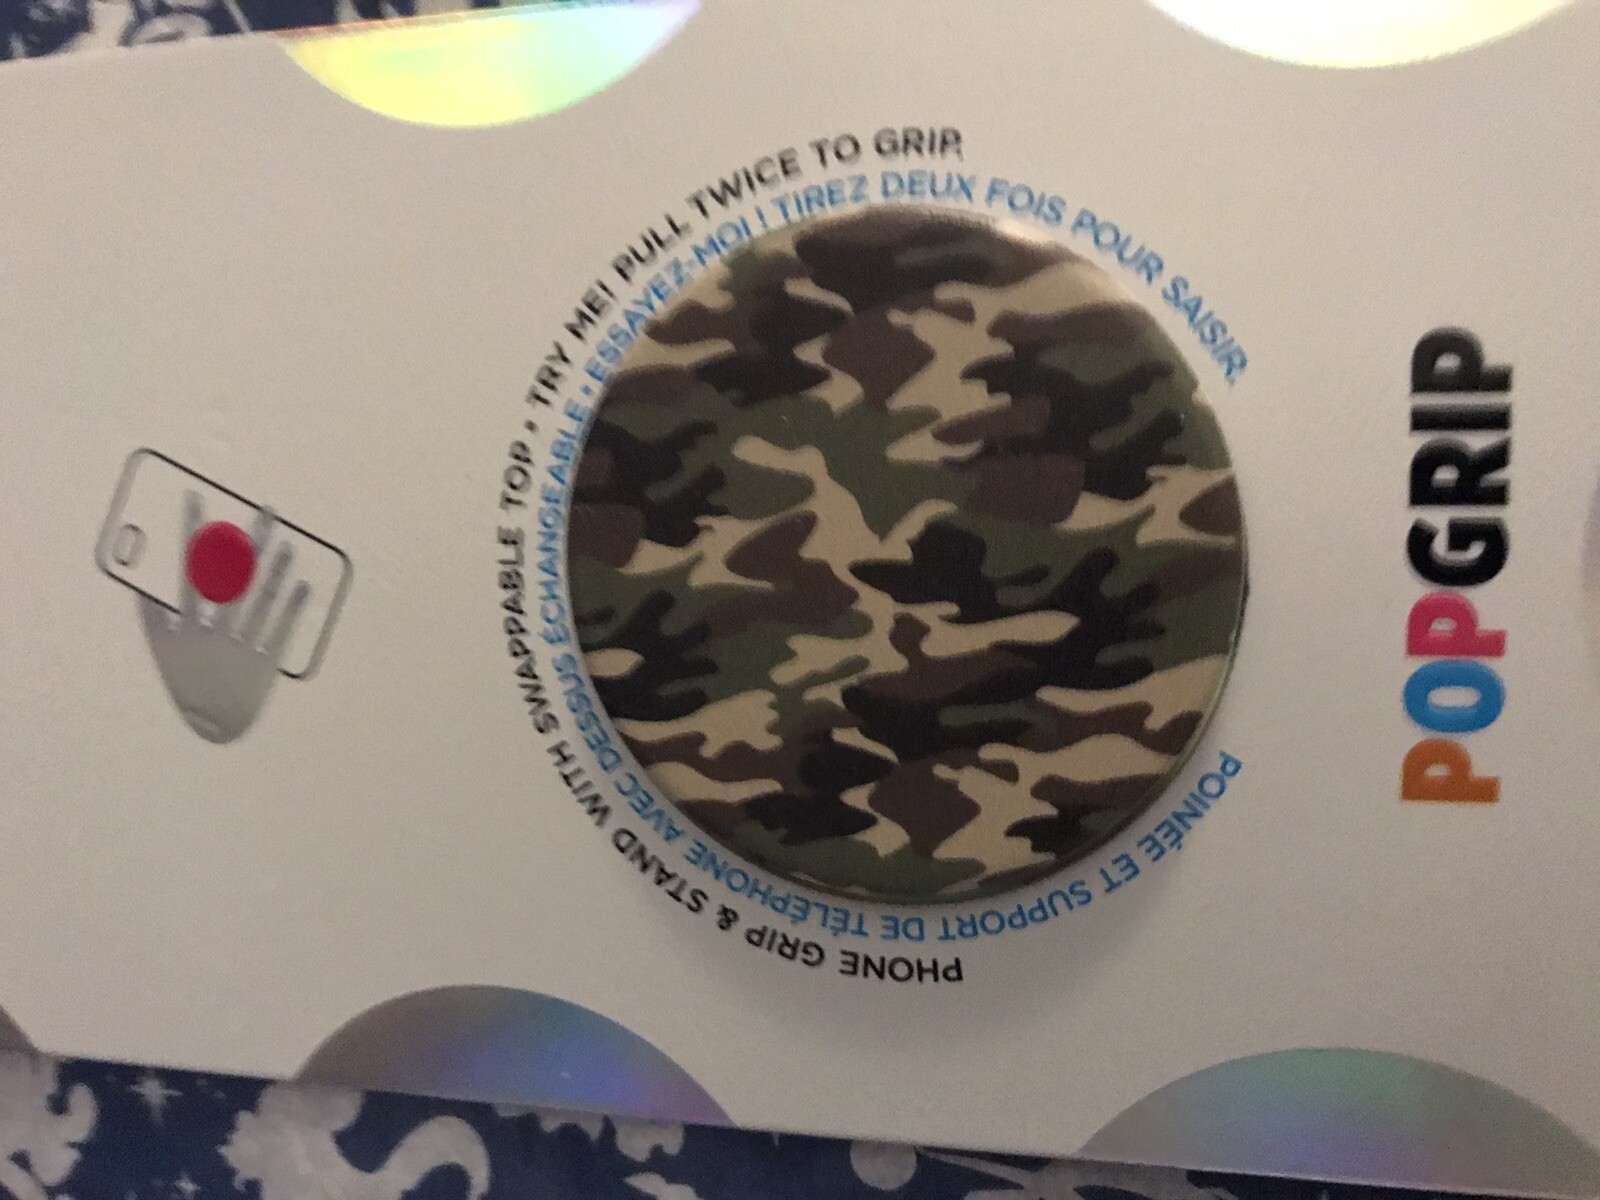 POPGRIP
PHONE GRIP & STAND WITH SWAPPABLE TOP • TRY ME! PULL TWICE TO GRIP.
POINÉE ET SUPPORT DE TÉLÉPHONE AVEC DESSUS ÉCHANGEABLE • ESSAYEZ-MOI ! TIREZ DEUX FOIS POUR SAISIR.